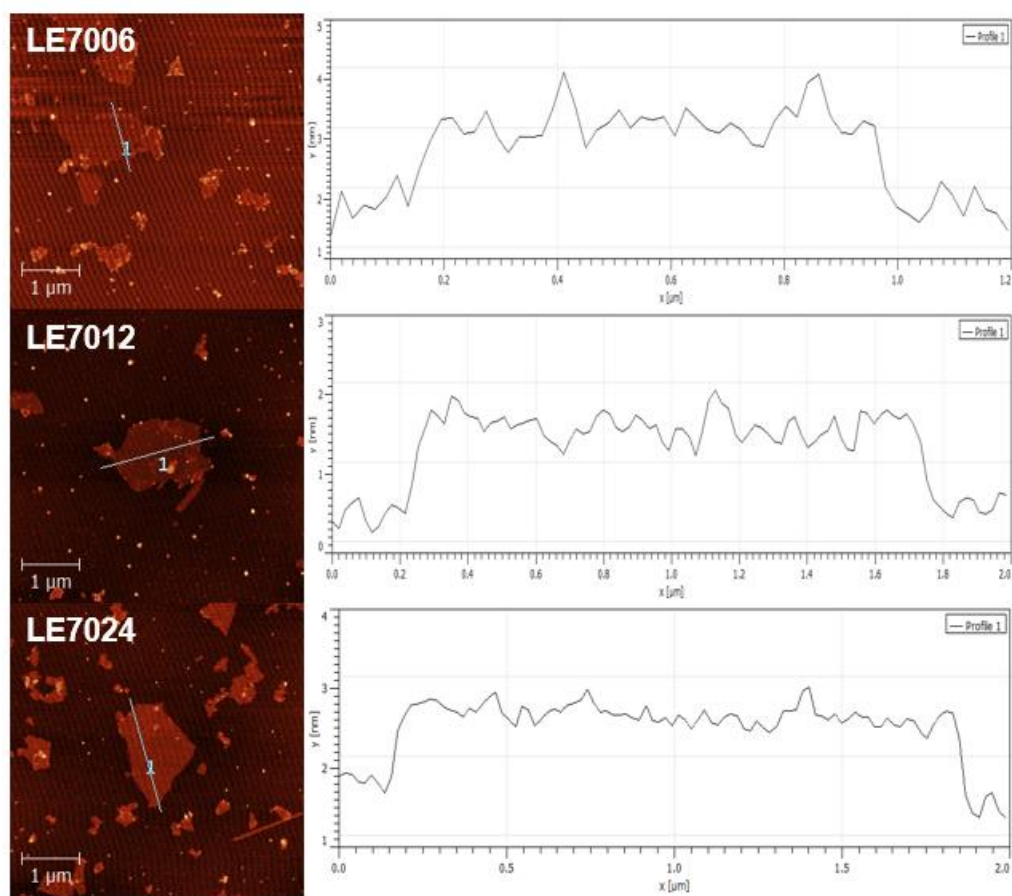 LE7006
1
1 µm
5
4
3
2
1
y [nm]
Profile 1
0.0 0.2 0.4 0.6 0.8 1.0 1.2
x [µm]
LE7012
1
1 µm
3
2
1
0
y [nm]
Profile 1
0.0 0.2 0.4 0.6 0.8 1.0 1.2 1.4 1.6 1.8 2.0
x [µm]
LE7024
1
1 µm
4
3
2
1
y [nm]
Profile 1
0.0 0.5 1.0 1.5 2.0
x [µm]